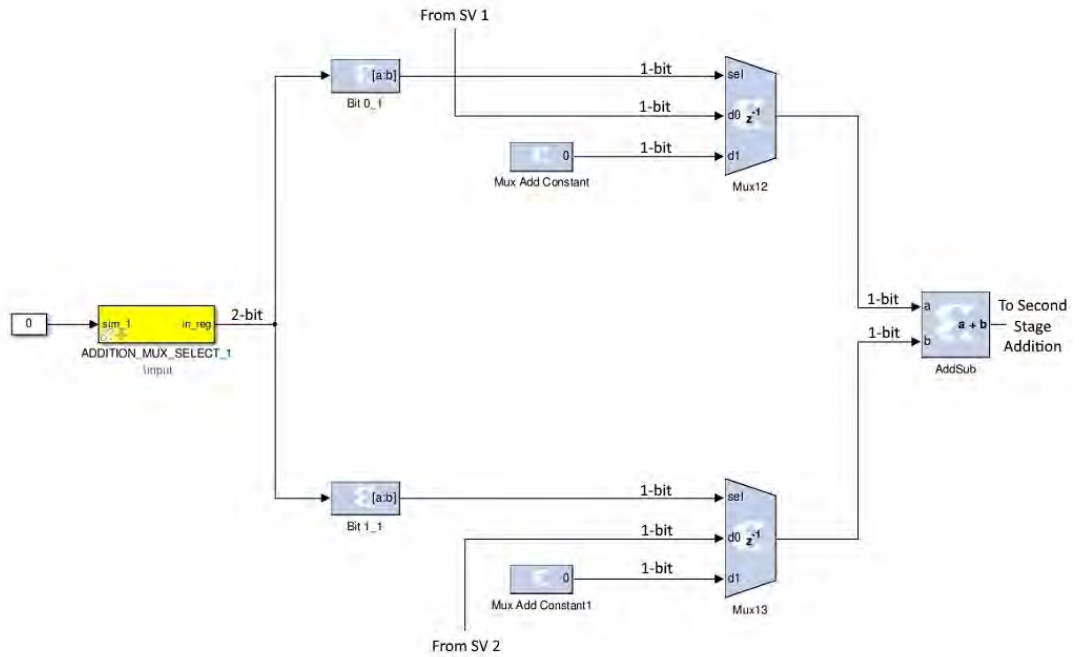 From SV 1
[a:b]
Bit 0_1
1-bit
sel
1-bit
d0 z-1
1-bit
d1
0
Mux Add Constant
Mux12
0
sim_1 in_reg
2-bit
ADDITION_MUX_SELECT_1
\input
1-bit
a
a + b
1-bit
b
AddSub
To Second
Stage
Addition
[a:b]
Bit 1_1
1-bit
sel
1-bit
d0 z-1
1-bit
d1
0
Mux Add Constant1
Mux13
From SV 2